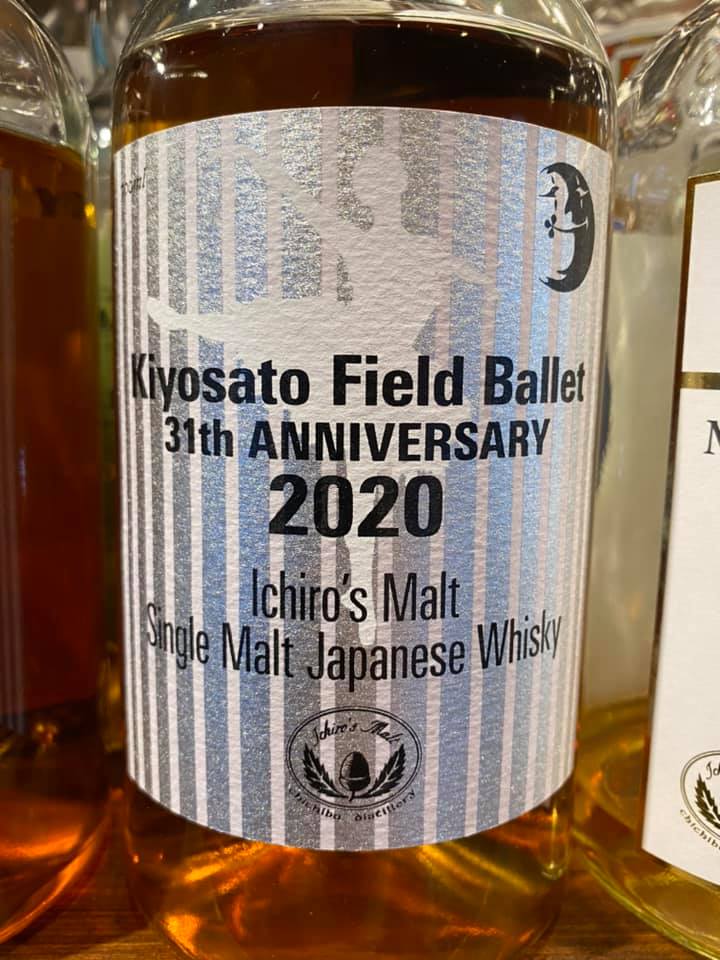 Kiyosato Field Ballet
31th ANNIVERSARY
2020
Ichiro's Malt
Single Malt Japanese Whisky
Ichiro's Malt
chichibu distillery